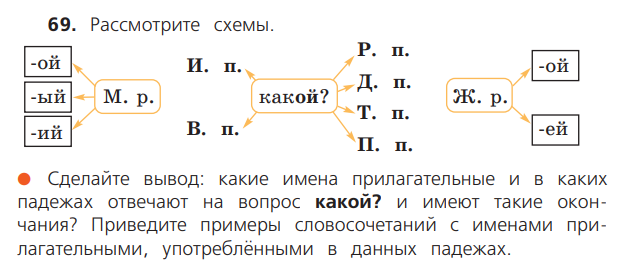 69. Рассмотрите схемы.
-ой
-ый
-ий
М. р.
И. п.
В. п.
какой?
Р. п.
Д. п.
Т. п.
П. п.
Ж. р.
-ой
-ей
Сделайте вывод: какие имена прилагательные и в каких
падежах отвечают на вопрос какой? и имеют такие окон-
чания? Приведите примеры словосочетаний с именами при-
лагательными, употреблёнными в данных падежах.